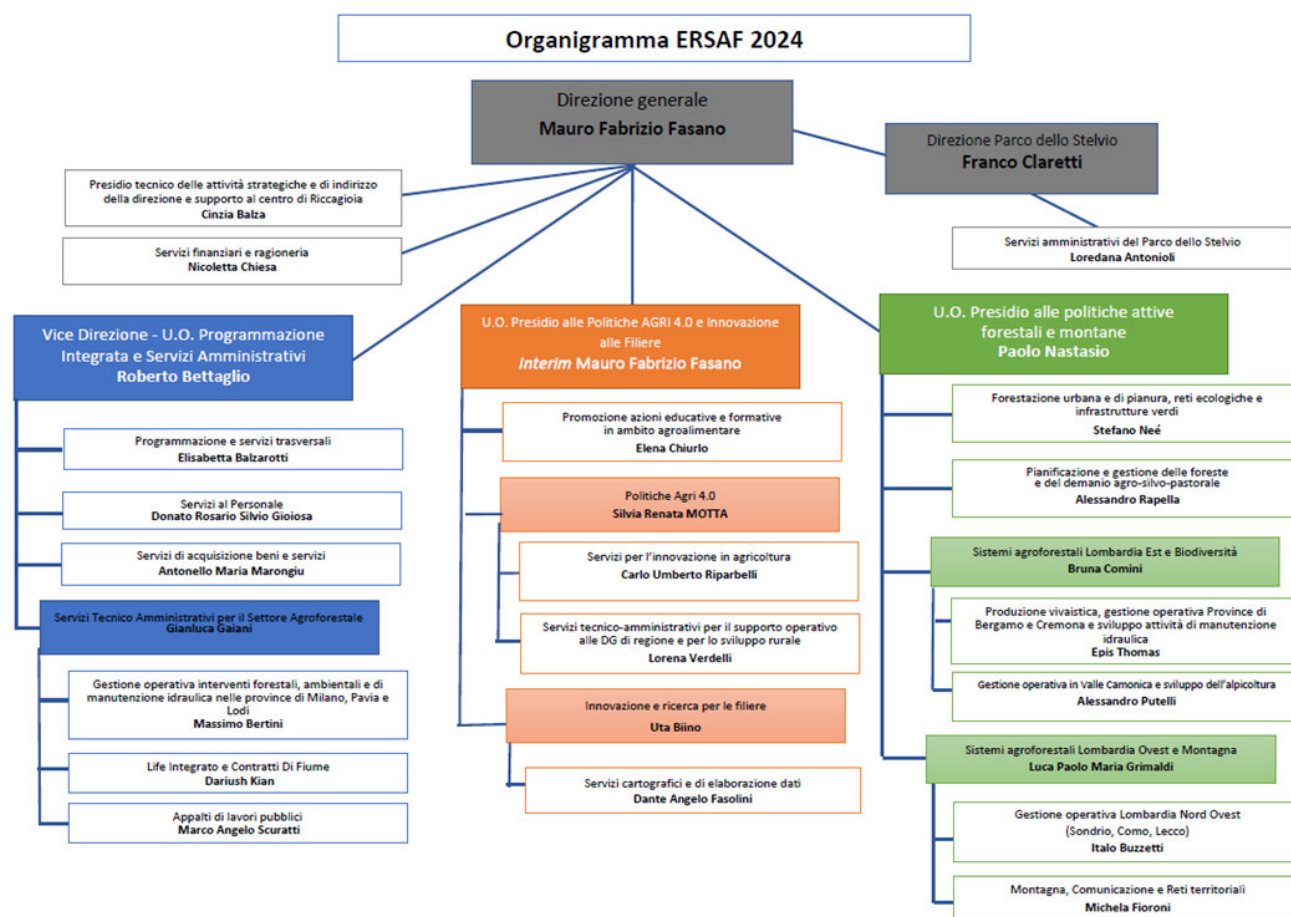 Organigramma ERSAF 2024
Direzione generale
Mauro Fabrizio Fasano
Direzione Parco dello Stelvio
Franco Claretti
Presidio tecnico delle attività strategiche e di indirizzo
della direzione e supporto al centro di Riccagioia
Cinzia Balza
Servizi finanziari e ragioneria
Nicoletta Chiesa
Servizi amministrativi del Parco dello Stelvio
Loredana Antonioli
Vice Direzione - U.O. Programmazione
Integrata e Servizi Amministrativi
Roberto Bettaglio
Programmazione e servizi trasversali
Elisabetta Balzarotti
Servizi al Personale
Donato Rosario Silvio Gioiosa
Servizi di acquisizione beni e servizi
Antonello Maria Marongiu
Servizi Tecnico Amministrativi per il Settore Agroforestale
Gianluca Gaiani
Gestione operativa interventi forestali, ambientali e di
manutenzione idraulica nelle province di Milano, Pavia e
Lodi
Massimo Bertini
Life Integrato e Contratti Di Fiume
Dariush Kian
Appalti di lavori pubblici
Marco Angelo Scuratti
U.O. Presidio alle Politiche AGRI 4.0 e Innovazione
alle Filiere
Interim Mauro Fabrizio Fasano
Promozione azioni educative e formative
in ambito agroalimentare
Elena Chiurlo
Politiche Agri 4.0
Silvia Renata MOTTA
Servizi per l'innovazione in agricoltura
Carlo Umberto Riparbelli
Servizi tecnico-amministrativi per il supporto operativo
alle DG di regione e per lo sviluppo rurale
Lorena Verdelli
Innovazione e ricerca per le filiere
Uta Biino
Servizi cartografici e di elaborazione dati
Dante Angelo Fasolini
U.O. Presidio alle politiche attive
forestali e montane
Paolo Nastasio
Forestazione urbana e di pianura, reti ecologiche e
infrastrutture verdi
Stefano Neé
Pianificazione e gestione delle foreste
e del demanio agro-silvo-pastorale
Alessandro Rapella
Sistemi agroforestali Lombardia Est e Biodiversità
Bruna Comini
Produzione vivaistica, gestione operativa Province di
Bergamo e Cremona e sviluppo attività di manutenzione
idraulica
Epis Thomas
Gestione operativa in Valle Camonica e sviluppo dell'alpicoltura
Alessandro Putelli
Sistemi agroforestali Lombardia Ovest e Montagna
Luca Paolo Maria Grimaldi
Gestione operativa Lombardia Nord Ovest
(Sondrio, Como, Lecco)
Italo Buzzetti
Montagna, Comunicazione e Reti territoriali
Michela Fioroni